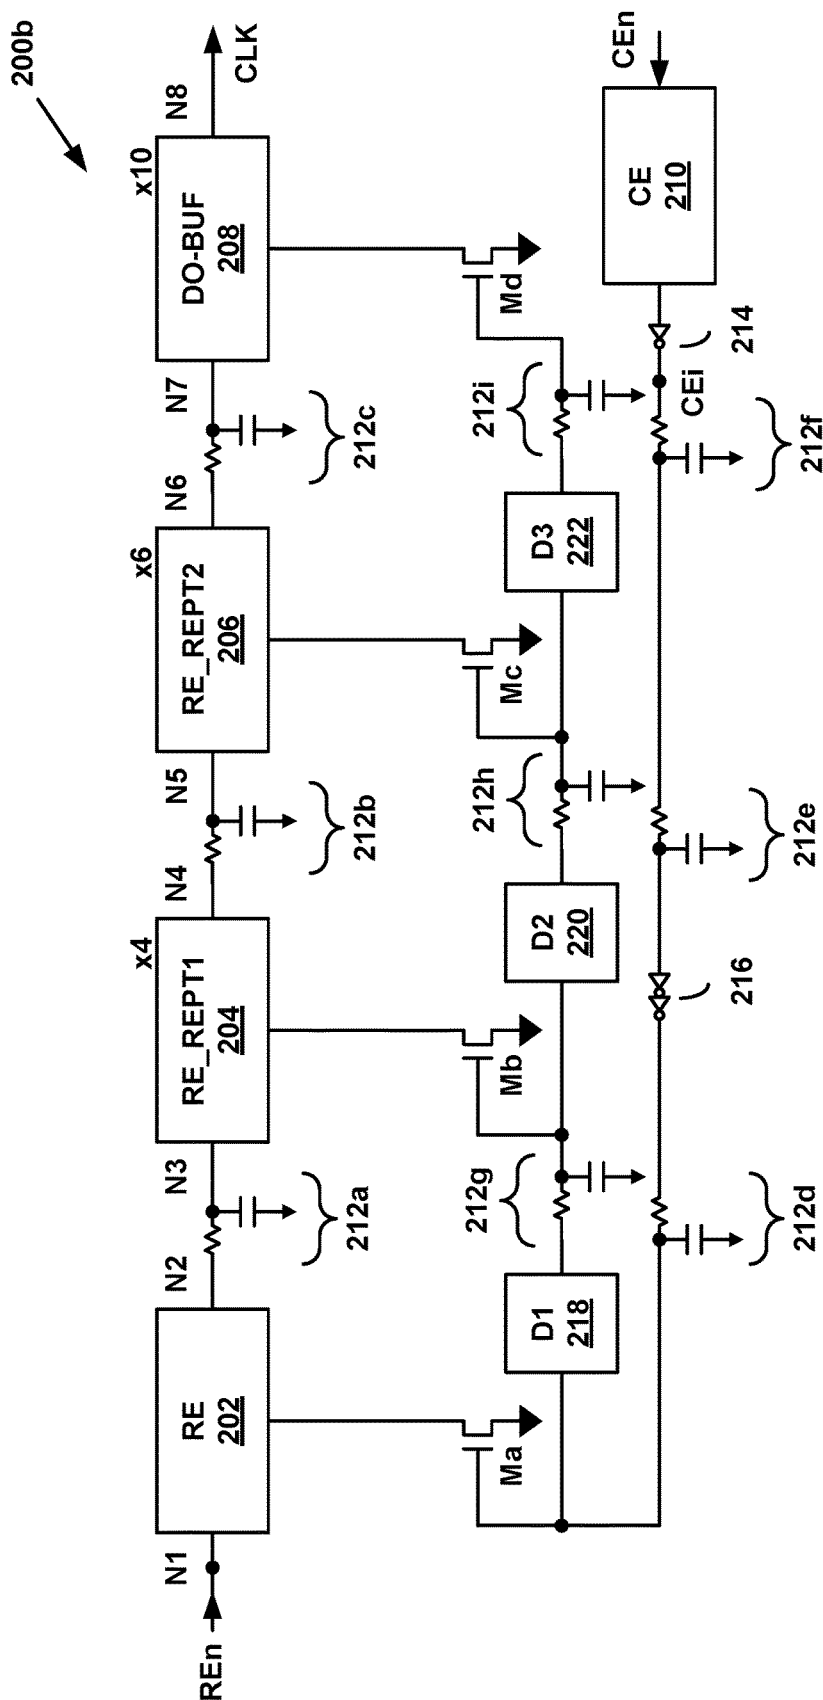 200b
x4
x6
x10
REn
N1
RE
202
N2
N3
RE_REPT1
204
N4
N5
RE_REPT2
206
N6
N7
DO-BUF
208
N8
CLK
212a
212b
212c
Ma
Mb
Mc
Md
212g
212h
212i
D1
218
D2
220
D3
222
CEi
214
216
CE
210
CEn
212d
212e
212f